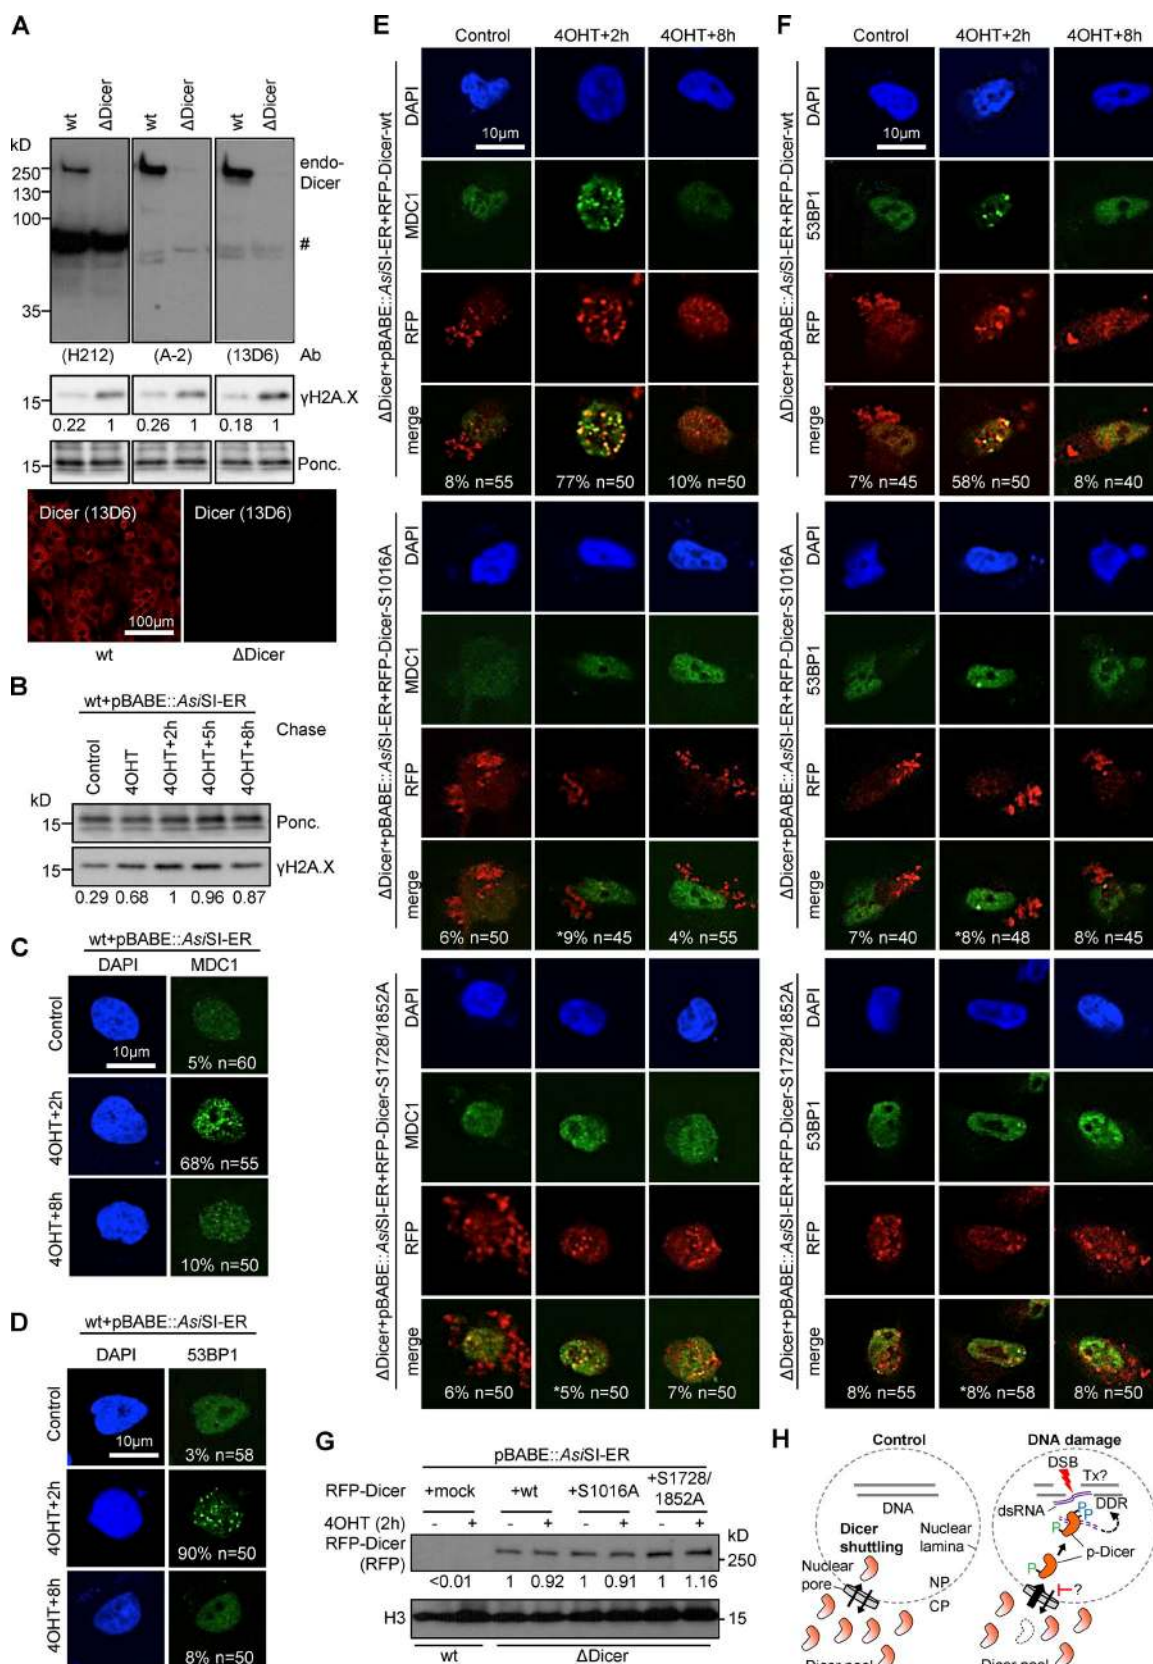 A
wt
ΔDicer
wt
ΔDicer
wt
ΔDicer
kD
250
130
100
35
endo-
Dicer
#
(H212)
(A-2)
(13D6)
Ab
15
γH2A.X
0.22 1 0.26 1 0.18 1
15
Ponc.
Dicer (13D6)
Dicer (13D6)
100µm
wt
ΔDicer
B
wt+pBABE::AsiSI-ER
Control
4OHT
4OHT+2h
4OHT+5h
4OHT+8h
Chase
kD
15
Ponc.
15
γH2A.X
0.29 0.68 1 0.96 0.87
C
wt+pBABE::AsiSI-ER
DAPI MDC1
Control
10µm
5% n=60
4OHT+2h
68% n=55
4OHT+8h
10% n=50
D
wt+pBABE::AsiSI-ER
DAPI 53BP1
Control
10µm
3% n=58
4OHT+2h
90% n=50
4OHT+8h
8% n=50
E
Control 4OHT+2h 4OHT+8h
ΔDicer+pBABE::AsiSI-ER+RFP-Dicer-wt
DAPI
10µm
MDC1
RFP
merge
8% n=55 77% n=50 10% n=50
ΔDicer+pBABE::AsiSI-ER+RFP-Dicer-S1016A
DAPI
MDC1
RFP
merge
6% n=50 *9% n=45 4% n=55
ΔDicer+pBABE::AsiSI-ER+RFP-Dicer-S1728/1852A
DAPI
MDC1
RFP
merge
6% n=50 *5% n=50 7% n=50
F
Control 4OHT+2h 4OHT+8h
ΔDicer+pBABE::AsiSI-ER+RFP-Dicer-wt
DAPI
10µm
53BP1
RFP
merge
7% n=45 58% n=50 8% n=40
ΔDicer+pBABE::AsiSI-ER+RFP-Dicer-S1016A
DAPI
53BP1
RFP
merge
7% n=40 *8% n=48 8% n=45
ΔDicer+pBABE::AsiSI-ER+RFP-Dicer-S1728/1852A
DAPI
53BP1
RFP
merge
8% n=55 *8% n=58 8% n=50
G
pBABE::AsiSI-ER
RFP-Dicer +mock +wt +S1016A +S1728/
1852A
4OHT (2h) - + - + - + - +
RFP-Dicer
(RFP)
kD
250
<0.01 1 0.92 1 0.91 1 1.16
H3
15
wt
ΔDicer
H
Control
DNA
Dicer
shuttling
Nuclear
lamina
Nuclear
pore
NP
CP
Dicer pool
DNA damage
DSB
Tx?
dsRNA
DDR
P
P
P
P
p-Dicer
?
Dicer pool